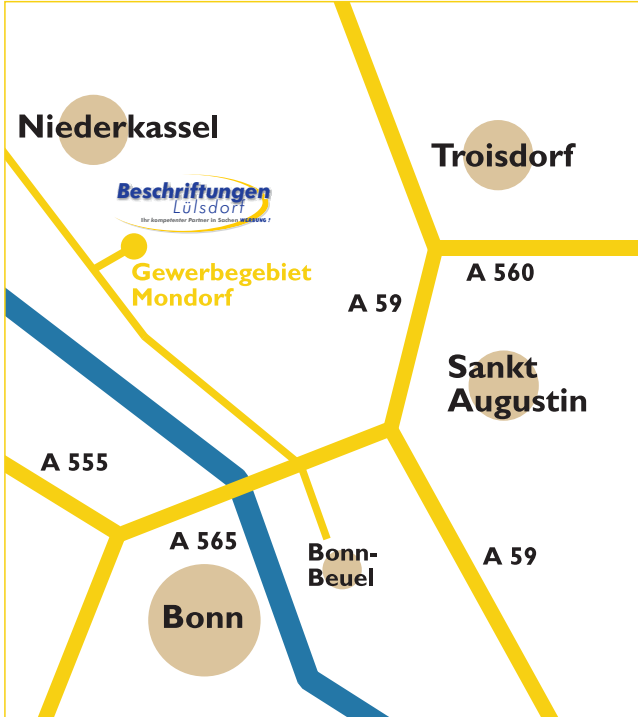 Niederkassel
Troisdorf
Beschriftungen
Lülsdorf
Ihr kompetenter Partner in Sachen WERBUNG !
Gewerbegebiet
Mondorf
A 560
A 59
Sankt
Augustin
A 555
A 565
Bonn-
Beuel
A 59
Bonn